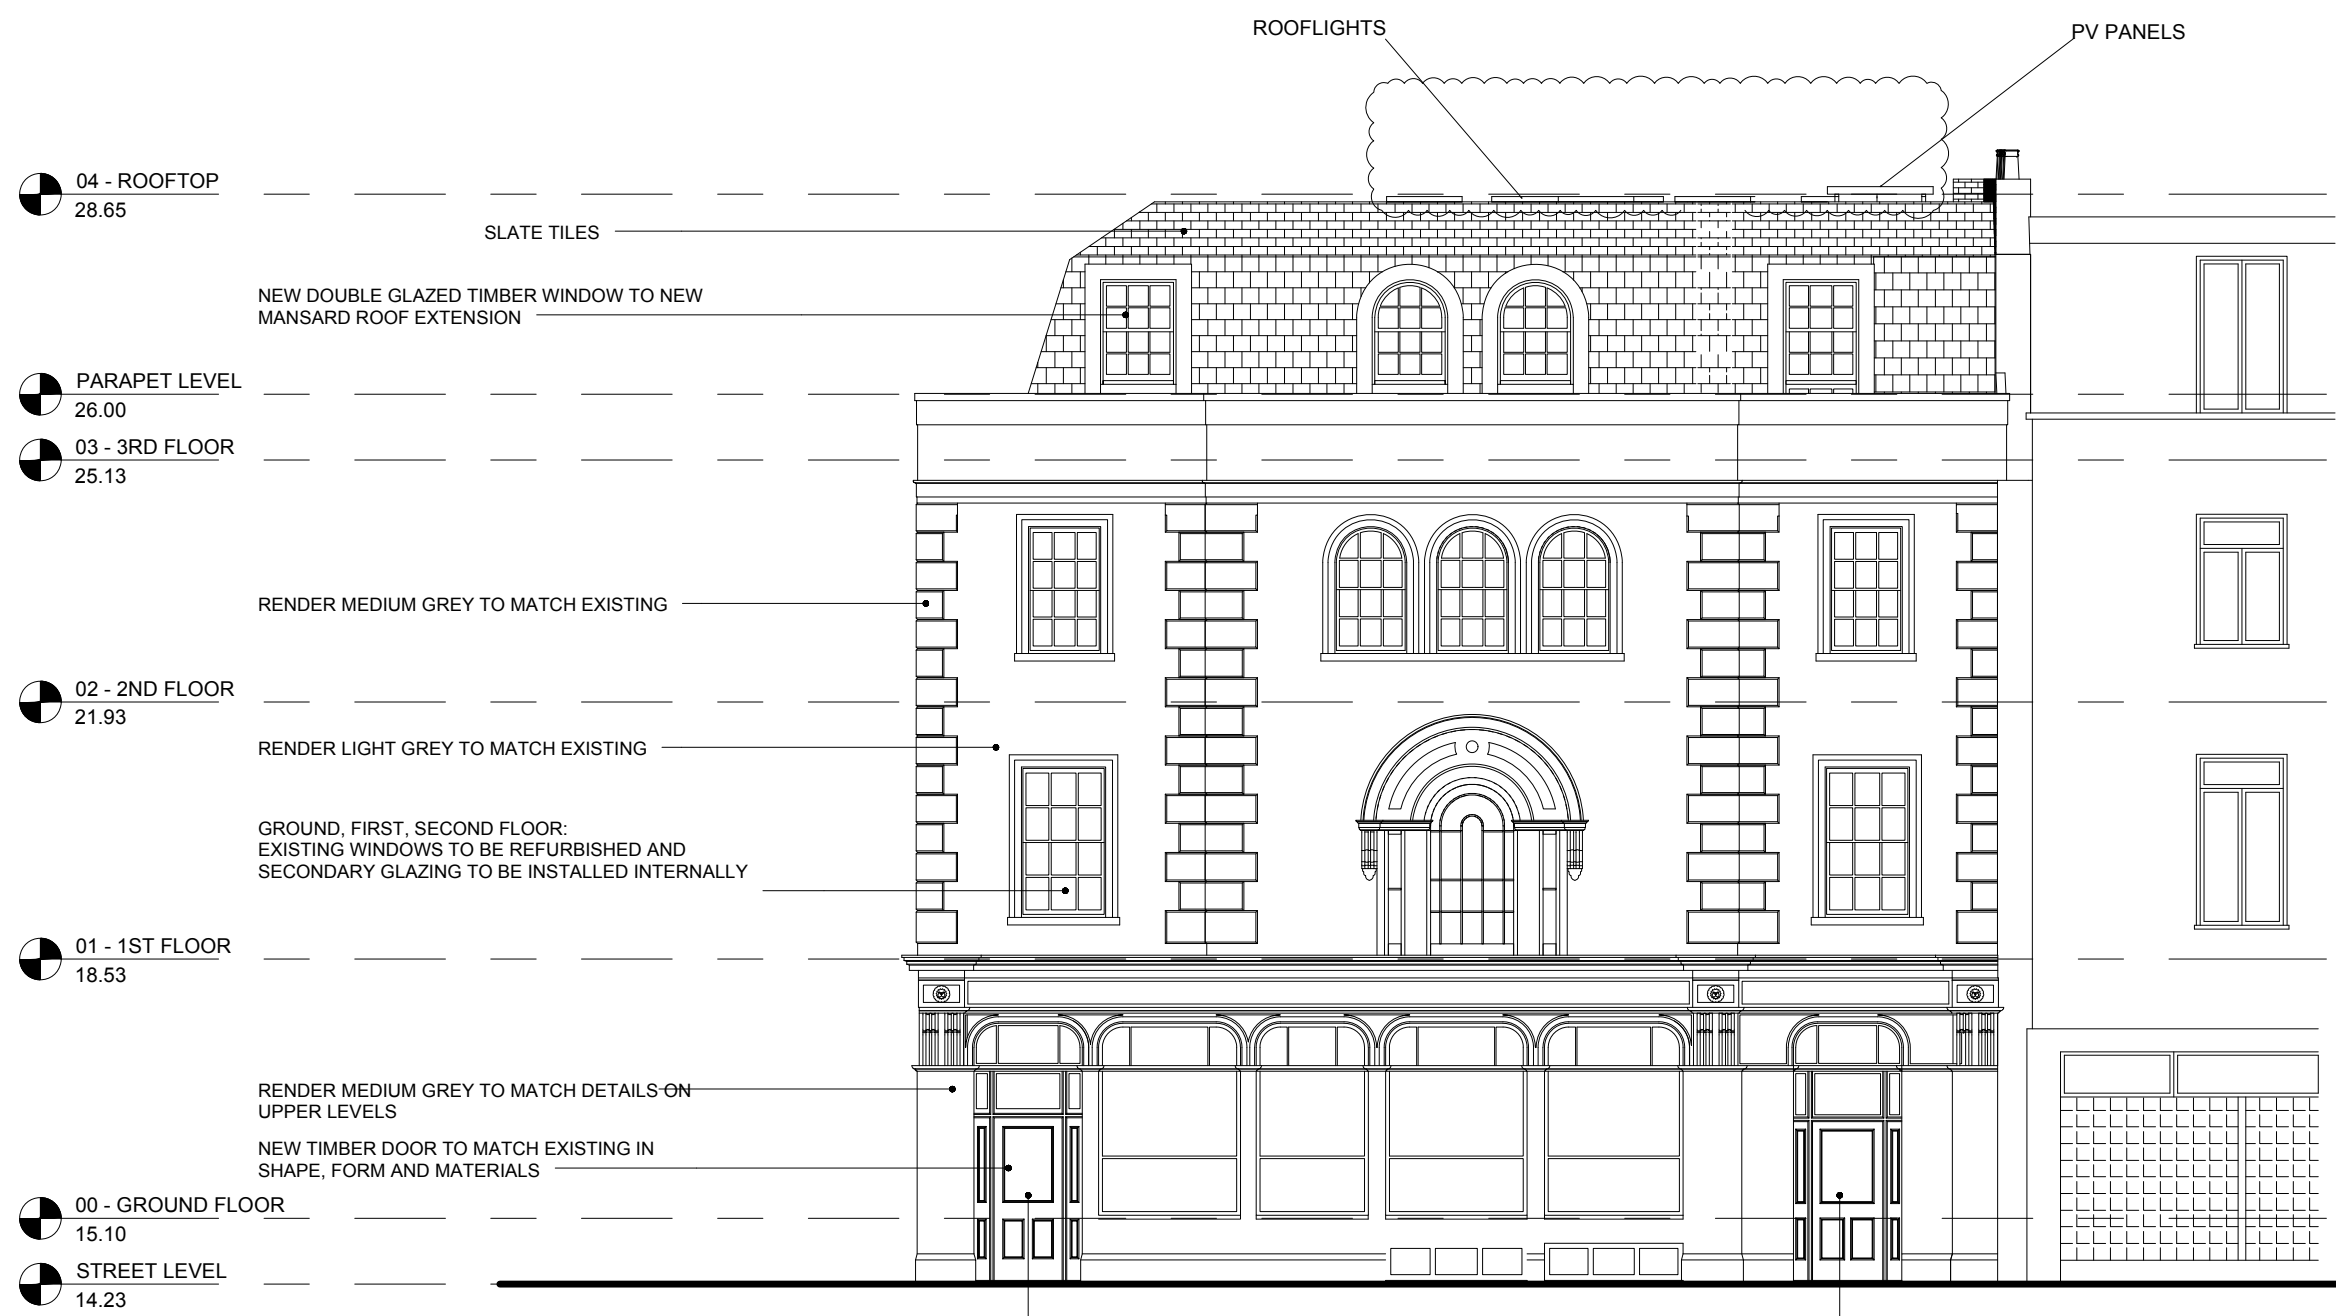 ROOFLIGHTS
PV PANELS
04 - ROOFTOP
28.65
SLATE TILES
NEW DOUBLE GLAZED TIMBER WINDOW TO NEW
MANSARD ROOF EXTENSION
PARAPET LEVEL
26.00
03 - 3RD FLOOR
25.13
RENDER MEDIUM GREY TO MATCH EXISTING
02 - 2ND FLOOR
21.93
RENDER LIGHT GREY TO MATCH EXISTING
GROUND, FIRST, SECOND FLOOR:
EXISTING WINDOWS TO BE REFURBISHED AND
SECONDARY GLAZING TO BE INSTALLED INTERNALLY
01 - 1ST FLOOR
18.53
RENDER MEDIUM GREY TO MATCH DETAILS ON
UPPER LEVELS
NEW TIMBER DOOR TO MATCH EXISTING IN
SHAPE, FORM AND MATERIALS
00 - GROUND FLOOR
15.10
STREET LEVEL
14.23